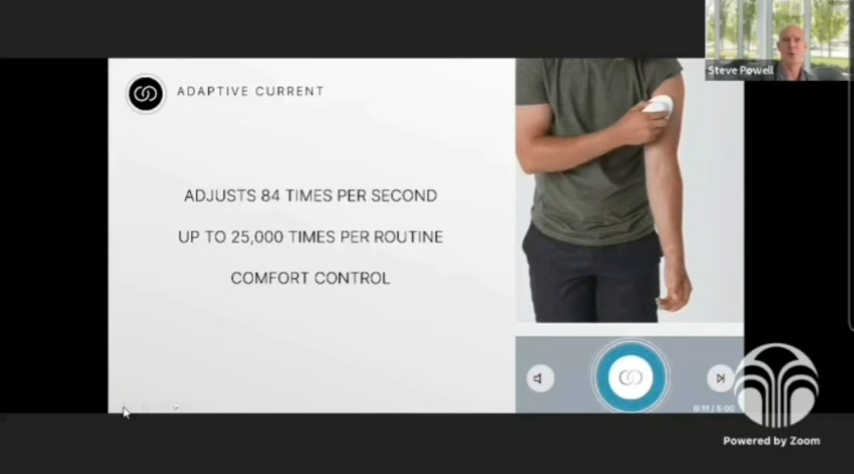 Steve Powell
ADAPTIVE CURRENT
ADJUSTS 84 TIMES PER SECOND
UP TO 25,000 TIMES PER ROUTINE
COMFORT CONTROL
0:11 / 5:00
Powered by Zoom